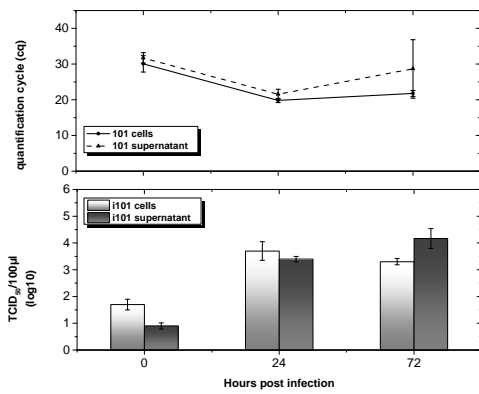 quantification cycle (cq)
40
30
20
10
0
101 cells
101 supernatant
TCID50/100µl
(log10)
6
5
4
3
2
1
0
i101 cells
i101 supernatant
0
24
72
Hours post infection